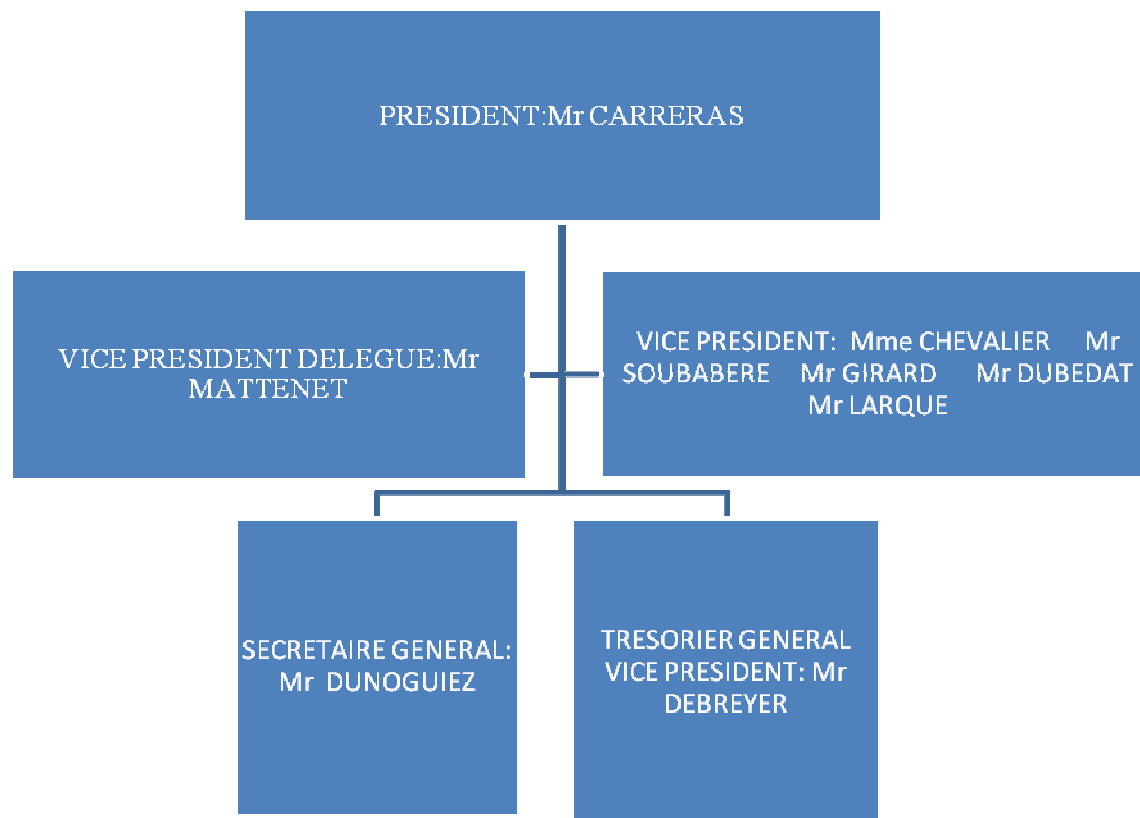 PRESIDENT:Mr CARRERAS
VICE PRESIDENT DELEGUE:Mr
MATTENET
VICE PRESIDENT: Mme CHEVALIER Mr
SOUBABERE Mr GIRARD Mr DUBEDAT
Mr LARQUE
SECRETAIRE GENERAL:
Mr DUNOGUIEZ
TRESORIER GENERAL
VICE PRESIDENT: Mr
DEBREYER